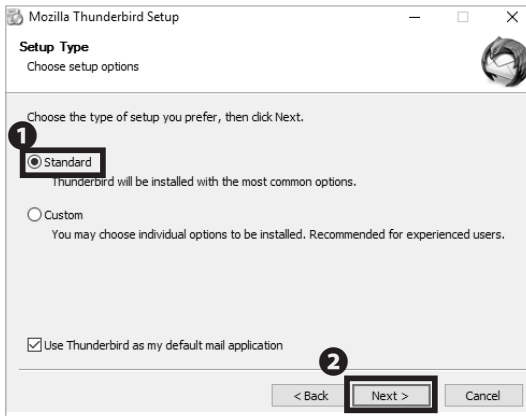 Mozilla Thunderbird Setup
Setup Type
Choose setup options
Choose the type of setup you prefer, then click Next.
1
Standard
Thunderbird will be installed with the most common options.
Custom
You may choose individual options to be installed. Recommended for experienced users.
Use Thunderbird as my default mail application
2
< Back Next > Cancel